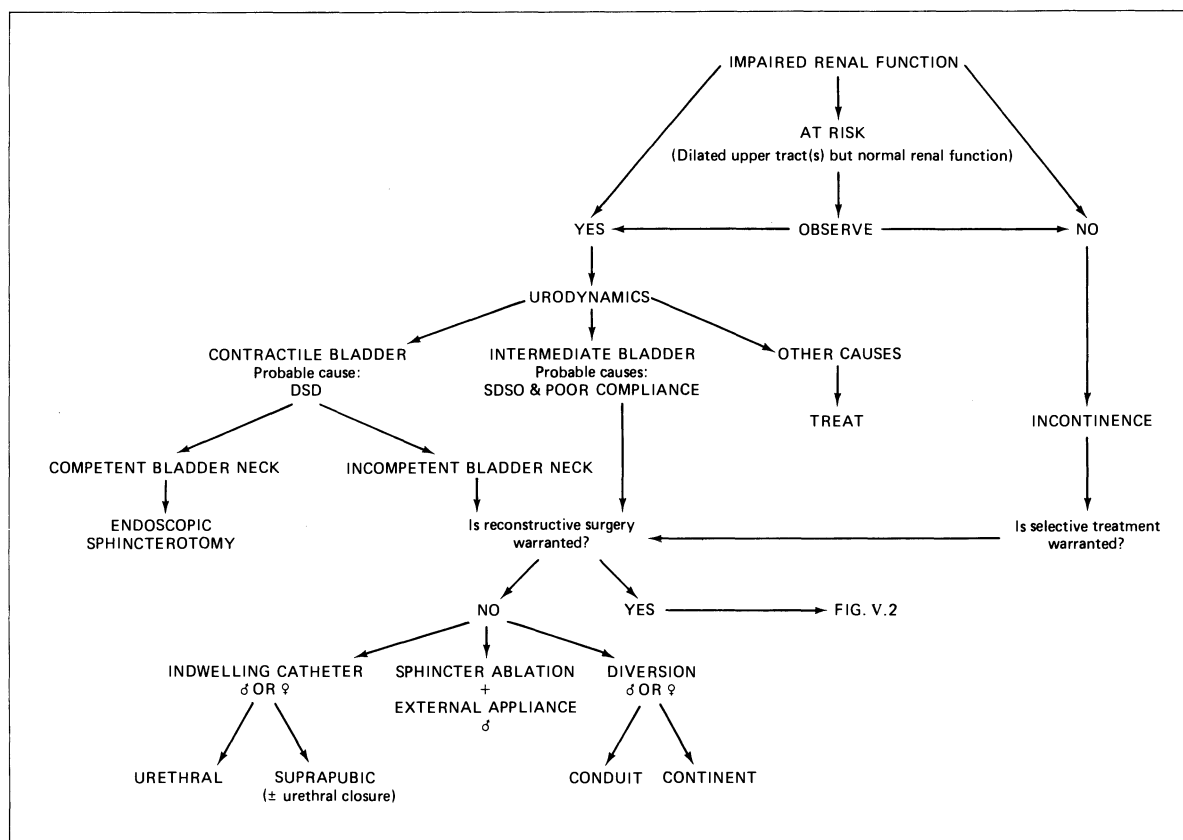 IMPAIRED RENAL FUNCTION
AT RISK
(Dilated upper tract(s) but normal renal function)
YES
OBSERVE
NO
URODYNAMICS
CONTRACTILE BLADDER
Probable cause:
DSD
INTERMEDIATE BLADDER
Probable causes:
SDSO & POOR COMPLIANCE
OTHER CAUSES
TREAT
INCONTINENCE
COMPETENT BLADDER NECK
INCOMPETENT BLADDER NECK
ENDOSCOPIC
SPHINCTEROTOMY
Is reconstructive surgery
warranted?
Is selective treatment
warranted?
NO
YES
FIG. V.2
INDWELLING CATHETER
♂ OR ♀
SPHINCTER ABLATION
+
EXTERNAL APPLIANCE
♂
DIVERSION
♂ OR ♀
URETHRAL
SUPRAPUBIC
(± urethral closure)
CONDUIT
CONTINENT